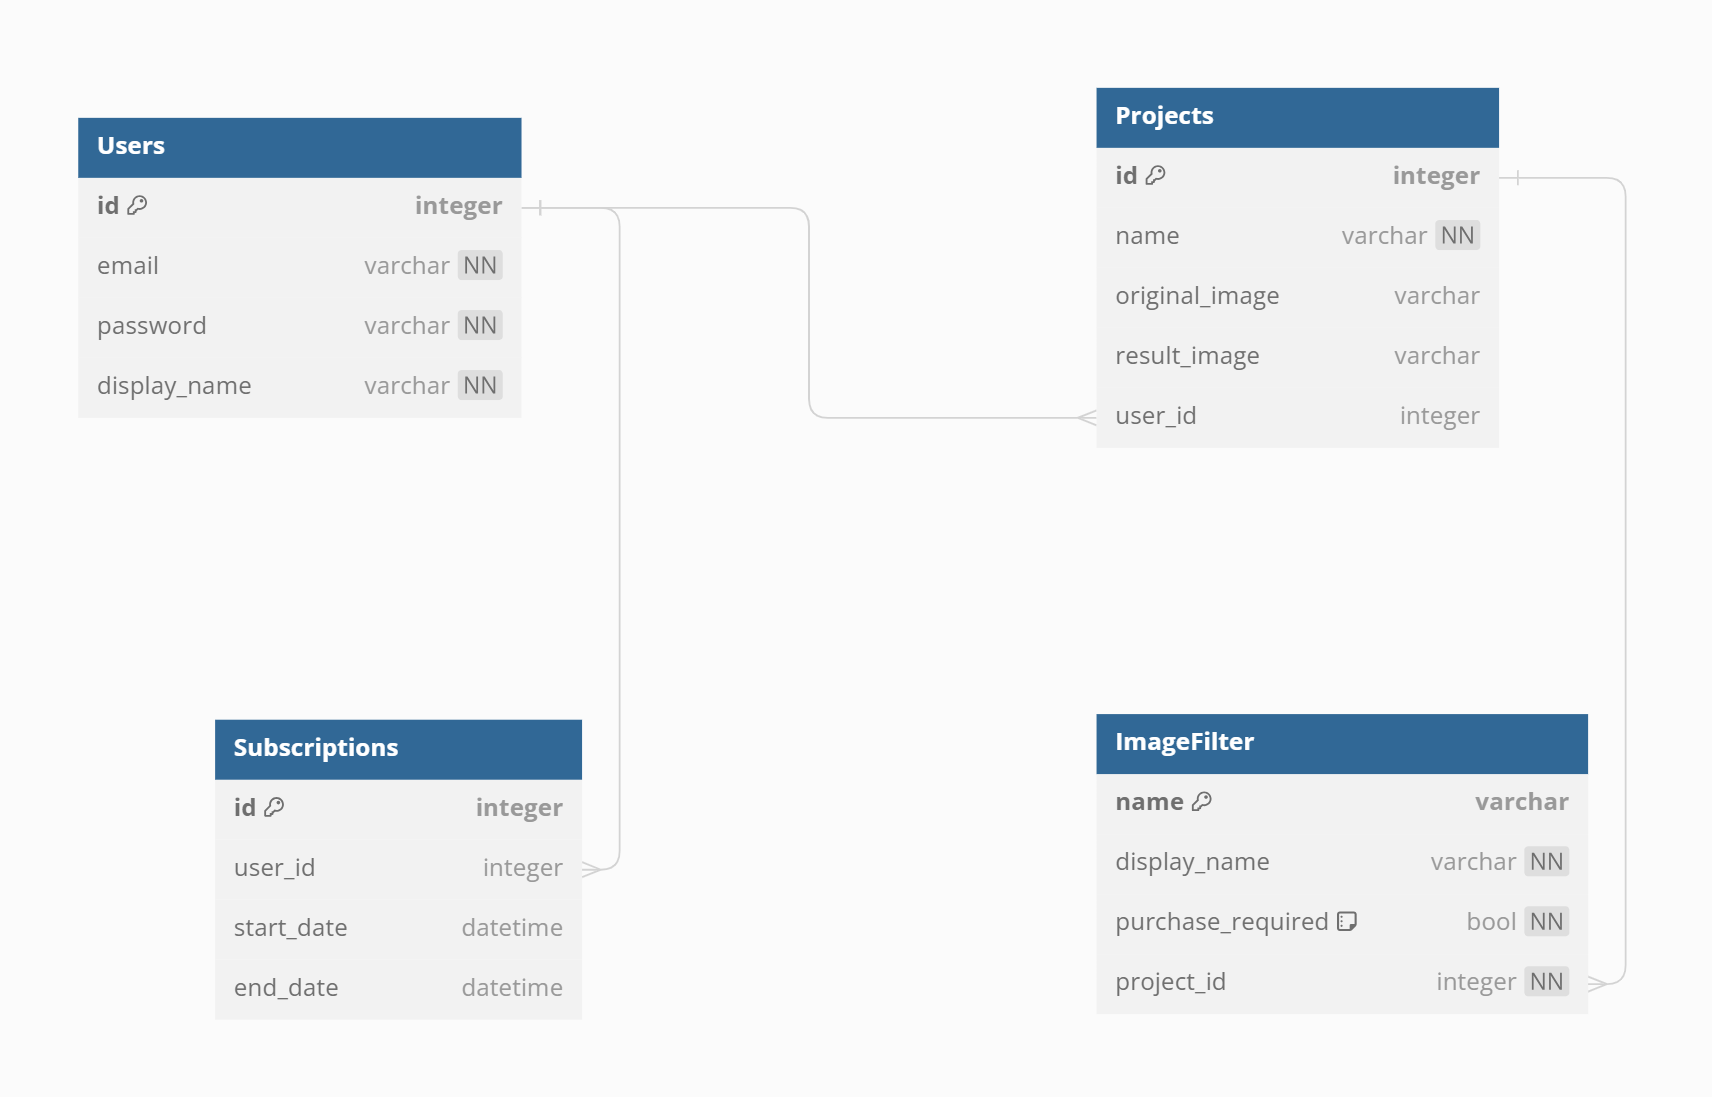 Users
id integer
email varchar NN
password varchar NN
display_name varchar NN
Projects
id integer
name varchar NN
original_image varchar
result_image varchar
user_id integer
Subscriptions
id integer
user_id integer
start_date datetime
end_date datetime
ImageFilter
name varchar
display_name varchar NN
purchase_required bool NN
project_id integer NN